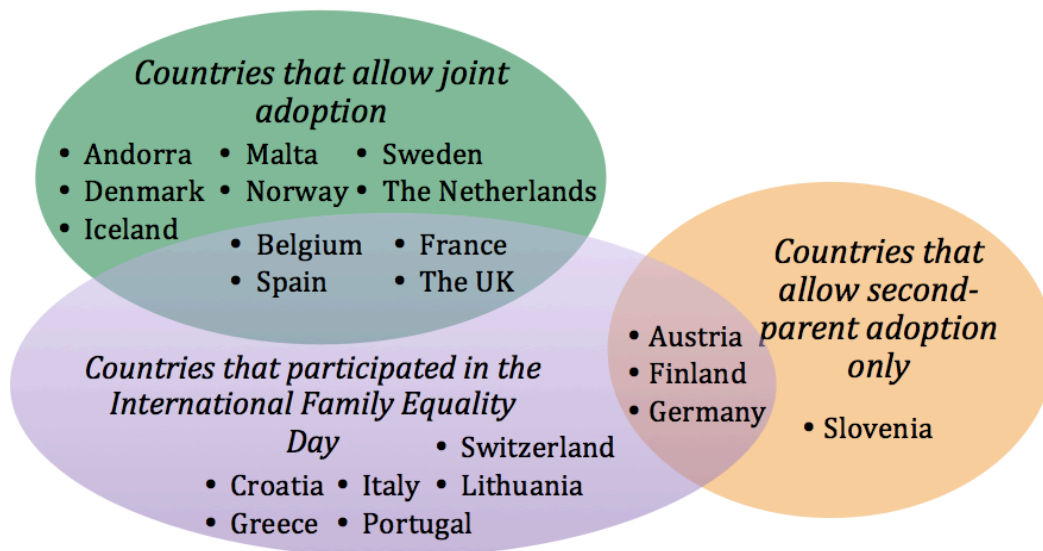 Countries that allow joint
adoption
• Andorra • Malta • Sweden
• Denmark • Norway • The Netherlands
• Iceland
• Belgium • France
• Spain • The UK
Countries that
allow second-
parent adoption
only
• Slovenia
• Austria
• Finland
• Germany
Countries that participated in the
International Family Equality
Day
• Switzerland
• Croatia • Italy • Lithuania
• Greece • Portugal